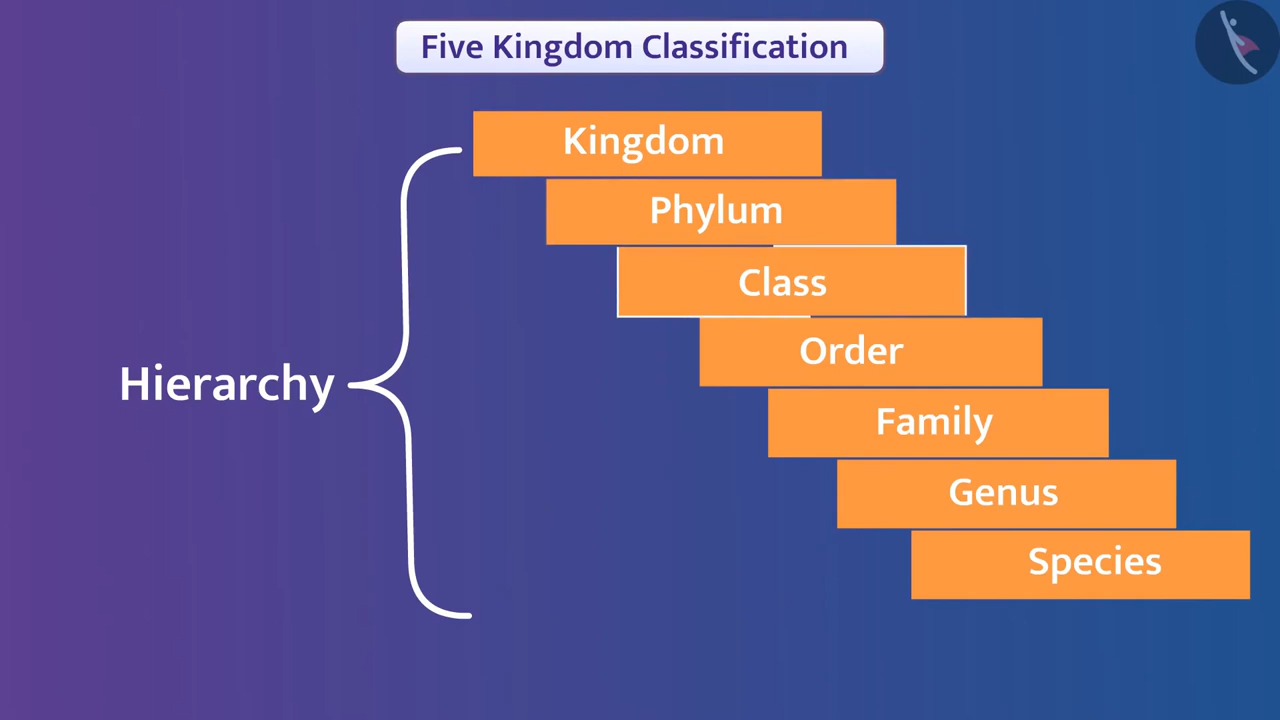 Five Kingdom Classification
Kingdom
Phylum
Class
Order
Hierarchy
Family
Genus
Species